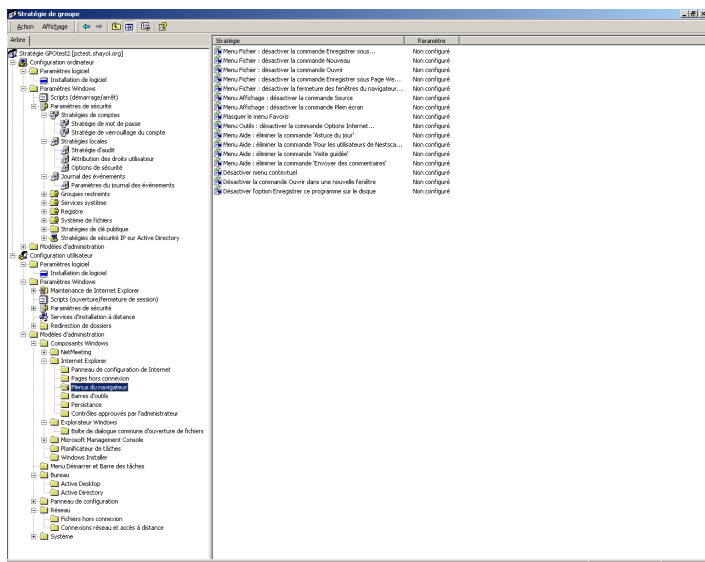 Stratégie de groupe
Action Affichage
Arbre
Stratégie GPOtest2 [pctest.shayol.org]
Configuration ordinateur
Paramètres logiciel
Installation de logiciel
Paramètres Windows
Scripts (démarrage/arrêt)
Paramètres de sécurité
Stratégies de comptes
Stratégie de mot de passe
Stratégie de verrouillage du compte
Stratégies locales
Stratégie d'audit
Attribution des droits utilisateur
Options de sécurité
Journal des événements
Paramètres du journal des événements
Groupes restreints
Services système
Registre
Système de fichiers
Stratégies de clé publique
Stratégies de sécurité IP sur Active Directory
Modèles d'administration
Configuration utilisateur
Paramètres logiciel
Installation de logiciel
Paramètres Windows
Maintenance de Internet Explorer
Scripts (ouverture/fermeture de session)
Paramètres de sécurité
Services d'installation à distance
Redirection de dossiers
Modèles d'administration
Composants Windows
NetMeeting
Internet Explorer
Panneau de configuration de Internet
Pages hors connexion
Menus du navigateur
Barres d'outils
Persistance
Contrôles approuvés par l'administrateur
Explorateur Windows
Boîte de dialogue commune d'ouverture de fichiers
Microsoft Management Console
Planificateur de tâches
Windows Installer
Menu Démarrer et Barre des tâches
Bureau
Active Desktop
Active Directory
Panneau de configuration
Réseau
Fichiers hors connexion
Connexions réseau et accès à distance
Système
Stratégie Paramètre
Menu Fichier : désactiver la commande Enregistrer sous... Non configuré
Menu Fichier : désactiver la commande Nouveau Non configuré
Menu Fichier : désactiver la commande Ouvrir Non configuré
Menu Fichier : désactiver la commande Enregistrer sous Page We... Non configuré
Menu Fichier : désactiver la fermeture des fenêtres du navigateur... Non configuré
Menu Affichage : désactiver la commande Source Non configuré
Menu Affichage : désactiver la commande Plein écran Non configuré
Masquer le menu Favoris Non configuré
Menu Outils : désactiver la commande Options Internet... Non configuré
Menu Aide : éliminer la commande 'Astuce du jour' Non configuré
Menu Aide : éliminer la commande 'Pour les utilisateurs de Nestsca... Non configuré
Menu Aide : éliminer la commande 'Visite guidée' Non configuré
Menu Aide : éliminer la commande 'Envoyer des commentaires' Non configuré
Désactiver menu contextuel Non configuré
Désactiver la commande Ouvrir dans une nouvelle fenêtre Non configuré
Désactiver l'option Enregistrer ce programme sur le disque Non configuré